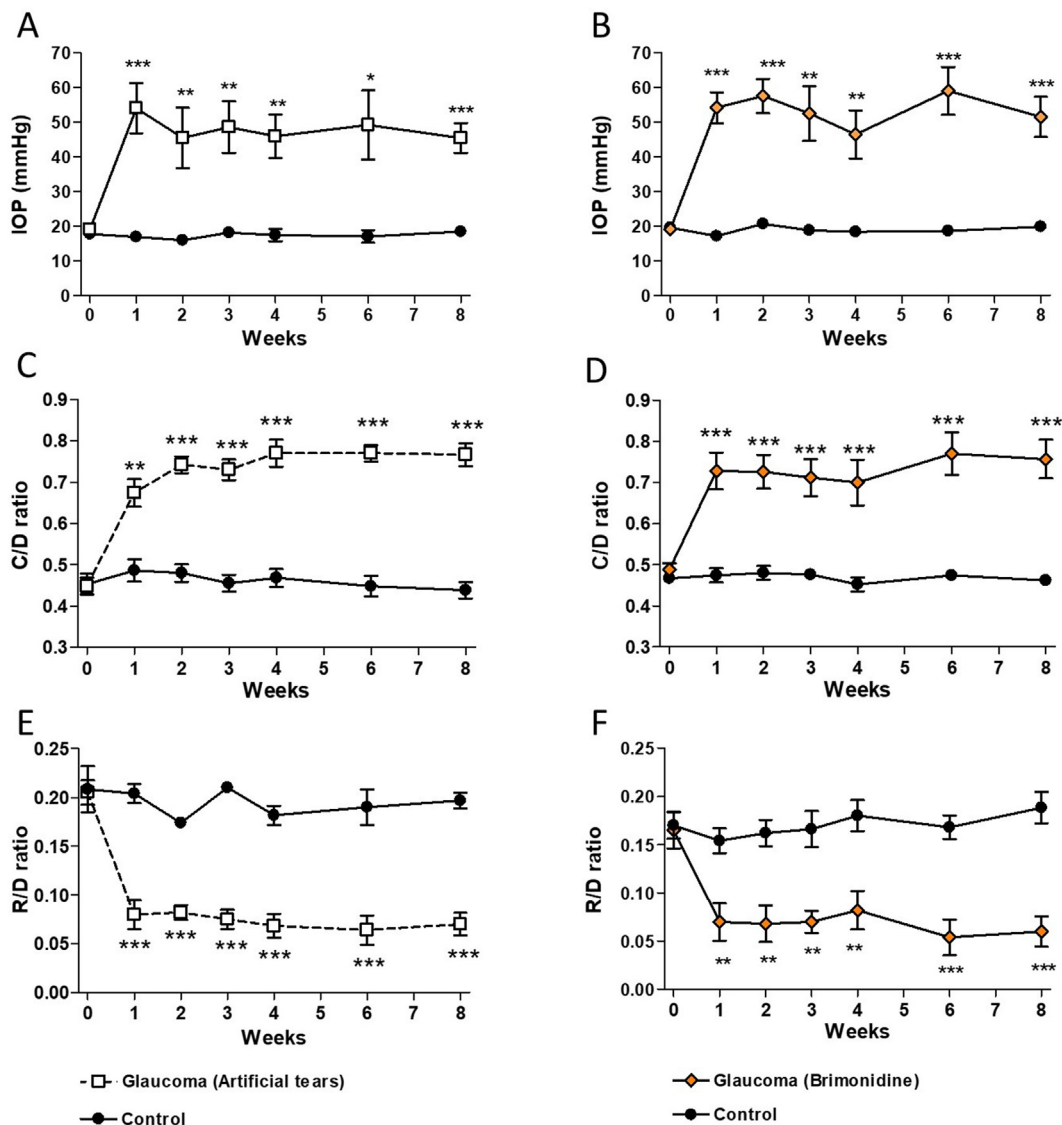 A
IOP (mmHg)
70
60
50
40
30
20
10
0
***
**
**
**
*
***
0 1 2 3 4 5 6 7 8
Weeks
B
IOP (mmHg)
70
60
50
40
30
20
10
0
***
***
**
**
***
***
0 1 2 3 4 5 6 7 8
Weeks
C
C/D ratio
0.9
0.8
0.7
0.6
0.5
0.4
0.3
**
***
***
***
***
***
0 1 2 3 4 5 6 7 8
Weeks
D
C/D ratio
0.9
0.8
0.7
0.6
0.5
0.4
0.3
***
***
***
***
***
***
0 1 2 3 4 5 6 7 8
Weeks
E
R/D ratio
0.25
0.20
0.15
0.10
0.05
0.00
***
***
***
***
***
***
0 1 2 3 4 5 6 7 8
Weeks
F
R/D ratio
0.25
0.20
0.15
0.10
0.05
0.00
**
**
**
**
***
***
0 1 2 3 4 5 6 7 8
Weeks
Glaucoma (Artificial tears)
Control
Glaucoma (Brimonidine)
Control